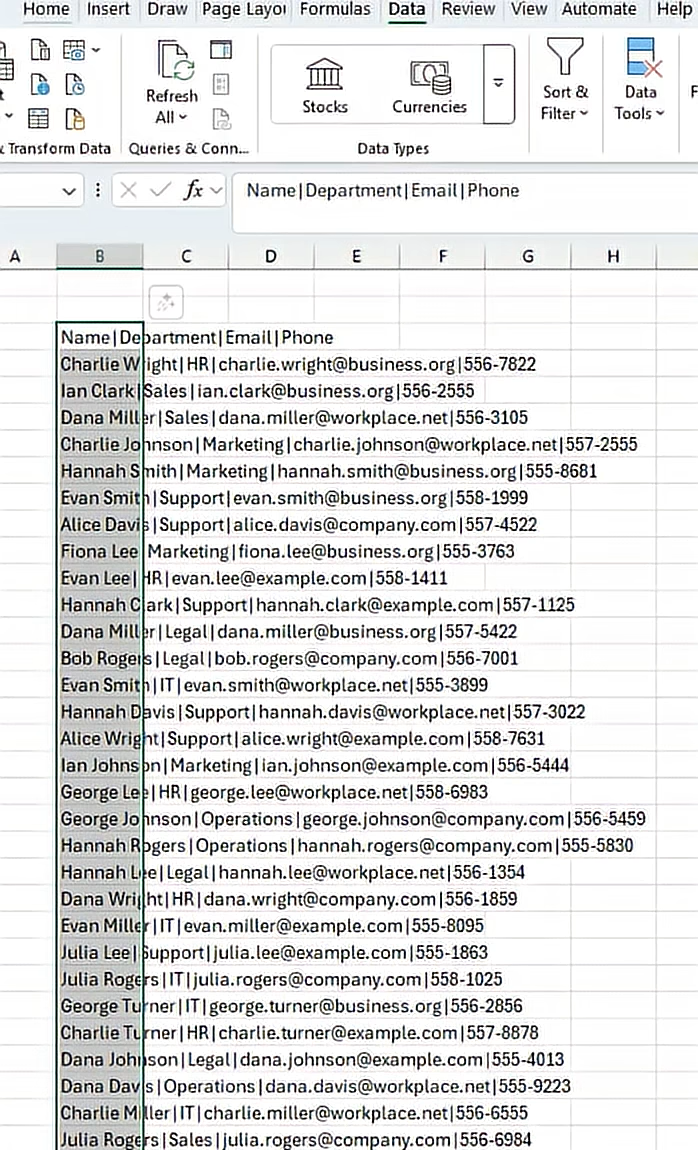 Home Insert Draw Page Layou Formulas Data Review View Automate Help
Refresh
All
Stocks Currencies
Sort &
Filter
Data
Tools
Transform Data Queries & Conn... Data Types
fx Name|Department|Email|Phone
A B C D E F G H
Name|Department|Email|Phone
Charlie Wright|HR|charlie.wright@business.org|556-7822
Ian Clark|Sales|ian.clark@business.org|556-2555
Dana Miller|Sales|dana.miller@workplace.net|556-3105
Charlie Johnson|Marketing|charlie.johnson@workplace.net|557-2555
Hannah Smith|Marketing|hannah.smith@business.org|555-8681
Evan Smith|Support|evan.smith@business.org|558-1999
Alice Davis|Support|alice.davis@company.com|557-4522
Fiona Lee|Marketing|fiona.lee@business.org|555-3763
Evan Lee|HR|evan.lee@example.com|558-1411
Hannah Clark|Support|hannah.clark@example.com|557-1125
Dana Miller|Legal|dana.miller@business.org|557-5422
Bob Rogers|Legal|bob.rogers@company.com|556-7001
Evan Smith|IT|evan.smith@workplace.net|555-3899
Hannah Davis|Support|hannah.davis@workplace.net|557-3022
Alice Wright|Support|alice.wright@example.com|558-7631
Ian Johnson|Marketing|ian.johnson@company.com|556-5444
George Lee|HR|george.lee@workplace.net|558-6983
George Johnson|Operations|george.johnson@company.com|556-5459
Hannah Rogers|Operations|hannah.rogers@company.com|555-5830
Hannah Lee|Legal|hannah.lee@workplace.net|556-1354
Dana Wright|HR|dana.wright@company.com|556-1859
Evan Miller|IT|evan.miller@example.com|555-8095
Julia Lee|Support|julia.lee@example.com|555-1863
Julia Rogers|IT|julia.rogers@company.com|558-1025
George Turner|IT|george.turner@business.org|556-2856
Charlie Turner|HR|charlie.turner@example.com|557-8878
Dana Johnson|Legal|dana.johnson@example.com|555-4013
Dana Davis|Operations|dana.davis@workplace.net|555-9223
Charlie Miller|IT|charlie.miller@workplace.net|556-6555
Julia Rogers|Sales|julia.rogers@company.com|556-6984